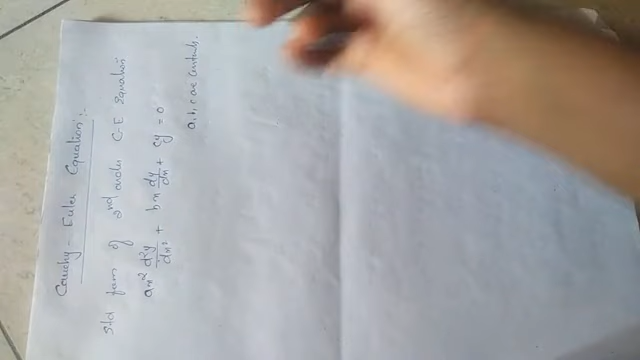 Cauchy - Euler Equation:-
Std form of 2nd order C-E Equation
ax² d²y/dx² + bx dy/dx + cy = 0
a, b, c are constants.